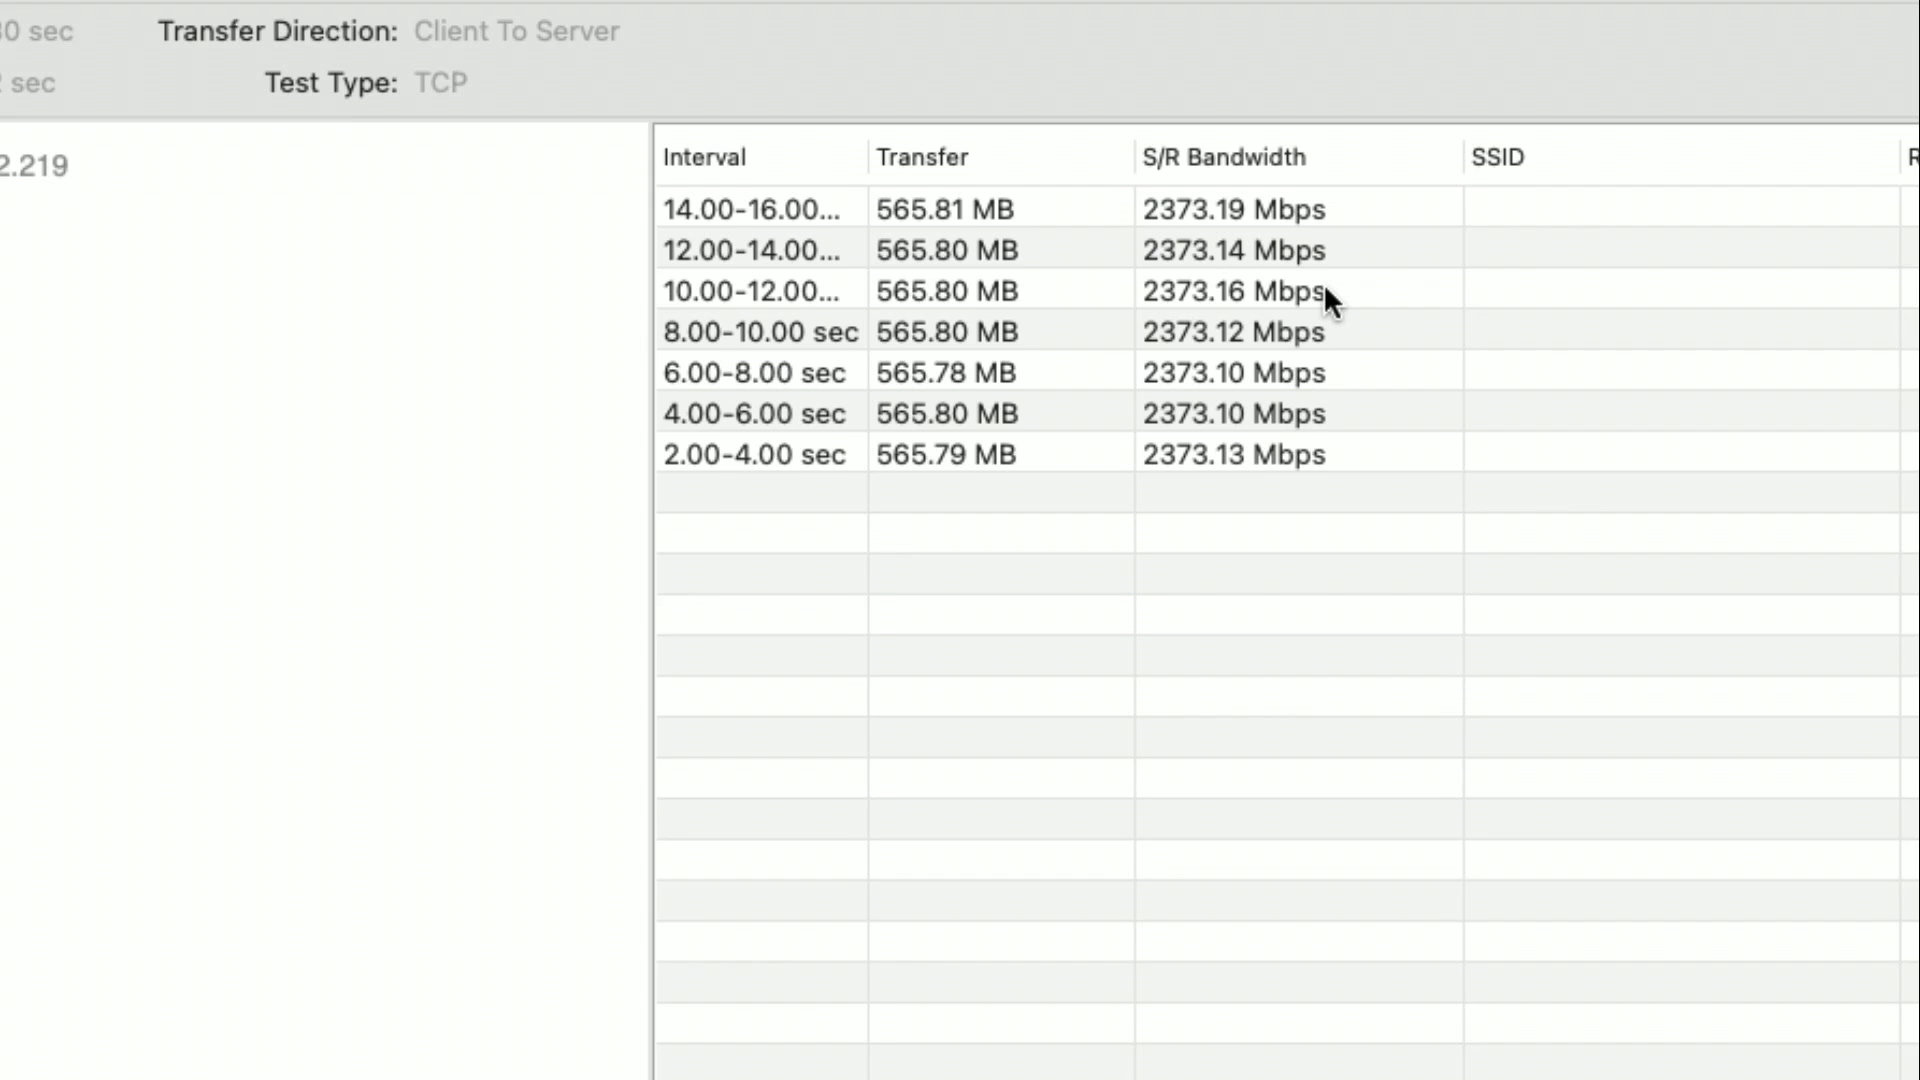 30 sec Transfer Direction: Client To Server
2 sec Test Type: TCP
2.219
Interval Transfer S/R Bandwidth SSID R
14.00-16.00... 565.81 MB 2373.19 Mbps
12.00-14.00... 565.80 MB 2373.14 Mbps
10.00-12.00... 565.80 MB 2373.16 Mbps
8.00-10.00 sec 565.80 MB 2373.12 Mbps
6.00-8.00 sec 565.78 MB 2373.10 Mbps
4.00-6.00 sec 565.80 MB 2373.10 Mbps
2.00-4.00 sec 565.79 MB 2373.13 Mbps